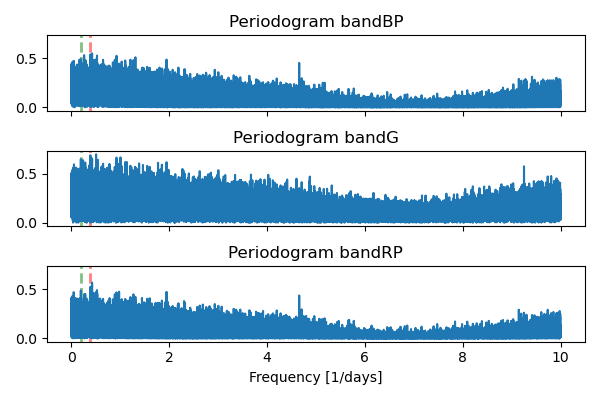 Periodogram bandBP
0.5
0.0
Periodogram bandG
0.5
0.0
Periodogram bandRP
0.5
0.0
0 2 4 6 8 10
Frequency [1/days]